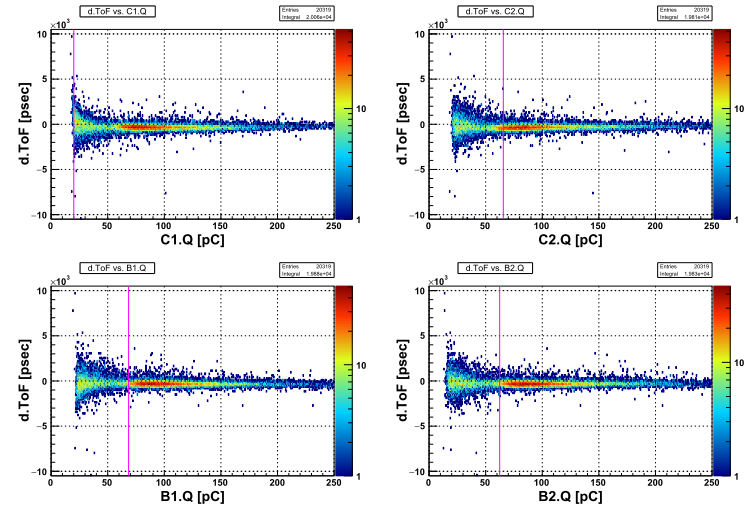 d.ToF vs. C1.Q
Entries 20319
Integral 2.006e+04
×10³
d.ToF [psec]
10
5
0
−5
−10
0 50 100 150 200 250
C1.Q [pC]
10
1
d.ToF vs. C2.Q
Entries 20319
Integral 1.981e+04
×10³
d.ToF [psec]
10
5
0
−5
−10
0 50 100 150 200 250
C2.Q [pC]
10
1
d.ToF vs. B1.Q
Entries 20319
Integral 1.988e+04
×10³
d.ToF [psec]
10
5
0
−5
−10
0 50 100 150 200 250
B1.Q [pC]
10
1
d.ToF vs. B2.Q
Entries 20319
Integral 1.983e+04
×10³
d.ToF [psec]
10
5
0
−5
−10
0 50 100 150 200 250
B2.Q [pC]
10
1